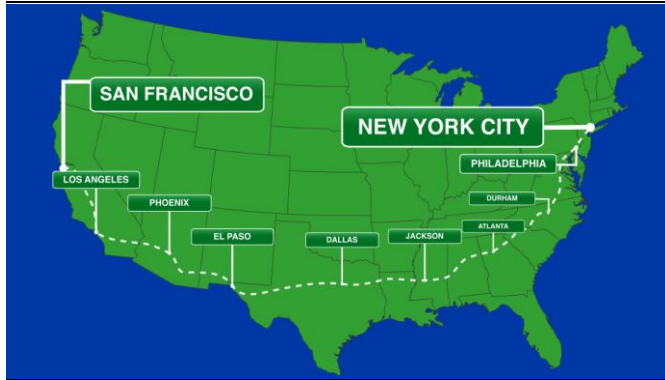 SAN FRANCISCO
NEW YORK CITY
PHILADELPHIA
LOS ANGELES
PHOENIX
DURHAM
EL PASO
DALLAS
JACKSON
ATLANTA